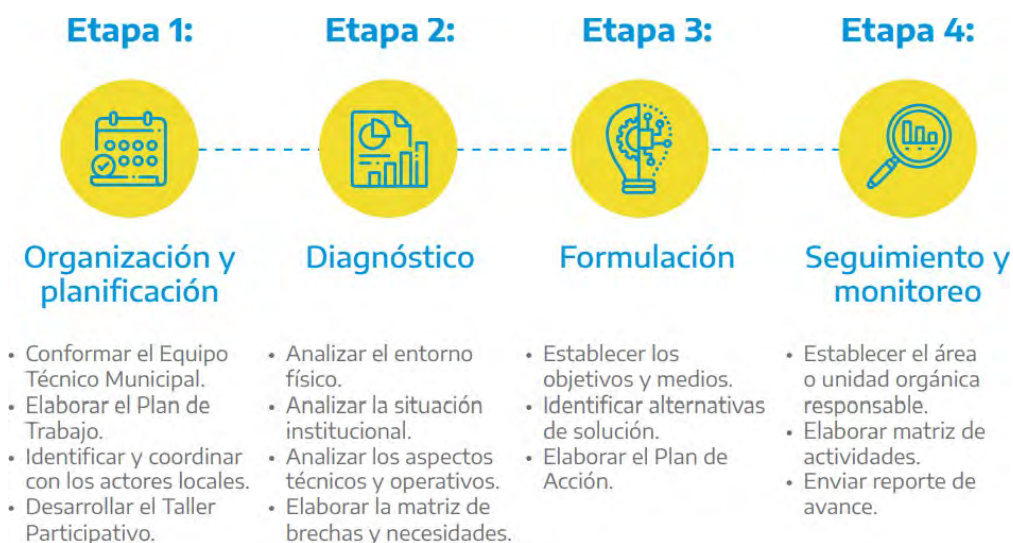 Etapa 1:
Organización y
planificación
• Conformar el Equipo
Técnico Municipal.
• Elaborar el Plan de
Trabajo.
• Identificar y coordinar
con los actores locales.
• Desarrollar el Taller
Participativo.
Etapa 2:
Diagnóstico
• Analizar el entorno
físico.
• Analizar la situación
institucional.
• Analizar los aspectos
técnicos y operativos.
• Elaborar la matriz de
brechas y necesidades.
Etapa 3:
Formulación
• Establecer los
objetivos y medios.
• Identificar alternativas
de solución.
• Elaborar el Plan de
Acción.
Etapa 4:
Seguimiento y
monitoreo
• Establecer el área
o unidad orgánica
responsable.
• Elaborar matriz de
actividades.
• Enviar reporte de
avance.